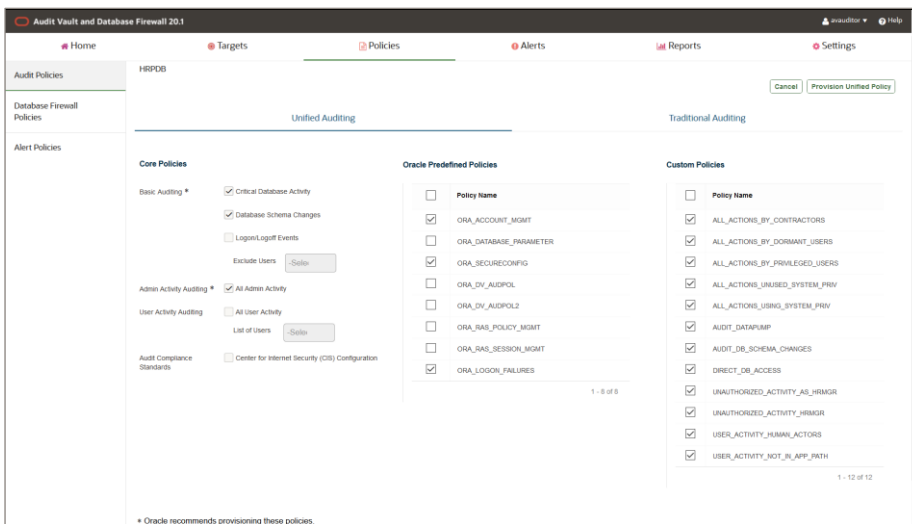 Audit Vault and Database Firewall 20.1
avauditor
Help
Home
Targets
Policies
Alerts
Reports
Settings
Audit Policies
Database Firewall
Policies
Alert Policies
HRPDB
Cancel
Provision Unified Policy
Unified Auditing
Traditional Auditing
Core Policies
Basic Auditing *
Critical Database Activity
Database Schema Changes
Logon/Logoff Events
Exclude Users
-Selec
Admin Activity Auditing *
All Admin Activity
User Activity Auditing
All User Activity
List of Users
-Selec
Audit Compliance
Standards
Center for Internet Security (CIS) Configuration
Oracle Predefined Policies
Policy Name
ORA_ACCOUNT_MGMT
ORA_DATABASE_PARAMETER
ORA_SECURECONFIG
ORA_DV_AUDPOL
ORA_DV_AUDPOL2
ORA_RAS_POLICY_MGMT
ORA_RAS_SESSION_MGMT
ORA_LOGON_FAILURES
1 - 8 of 8
Custom Policies
Policy Name
ALL_ACTIONS_BY_CONTRACTORS
ALL_ACTIONS_BY_DORMANT_USERS
ALL_ACTIONS_BY_PRIVILEGED_USERS
ALL_ACTIONS_UNUSED_SYSTEM_PRIV
ALL_ACTIONS_USING_SYSTEM_PRIV
AUDIT_DATAPUMP
AUDIT_DB_SCHEMA_CHANGES
DIRECT_DB_ACCESS
UNAUTHORIZED_ACTIVITY_AS_HRMGR
UNAUTHORIZED_ACTIVITY_HRMGR
USER_ACTIVITY_HUMAN_ACTORS
USER_ACTIVITY_NOT_IN_APP_PATH
1 - 12 of 12
* Oracle recommends provisioning these policies.